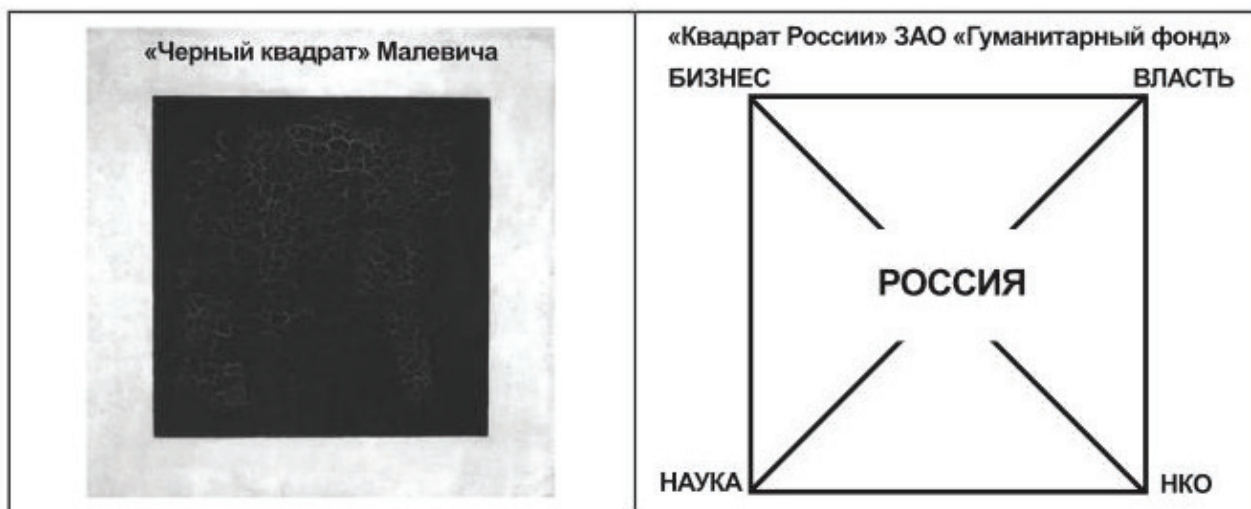 «Черный квадрат» Малевича
«Квадрат России» ЗАО «Гуманитарный фонд»
БИЗНЕС
ВЛАСТЬ
РОССИЯ
НАУКА
НКО